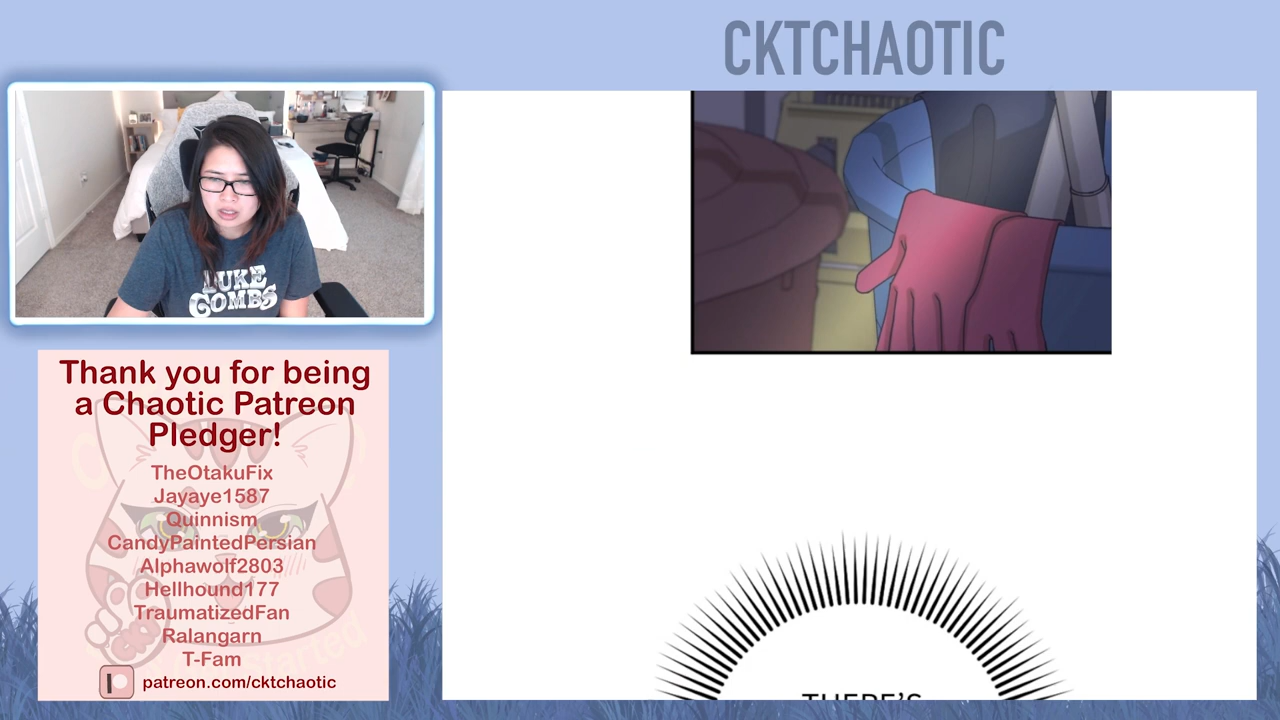 CKTCHAOTIC
LUKE
COMBS
Thank you for being
a Chaotic Patreon
Pledger!
TheOtakuFix
Jayaye1587
Quinnism
CandyPaintedPersian
Alphawolf2803
Hellhound177
TraumatizedFan
Ralangarn
T-Fam
patreon.com/cktchaotic
THERE'S